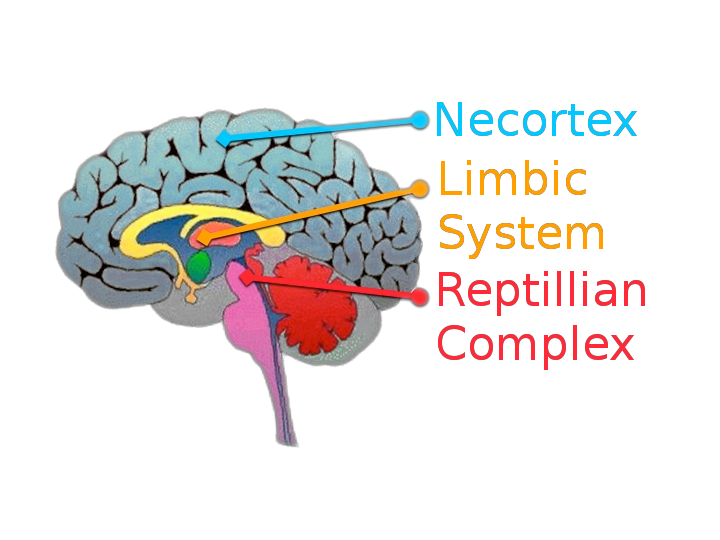 Necortex
Limbic
System
Reptillian
Complex